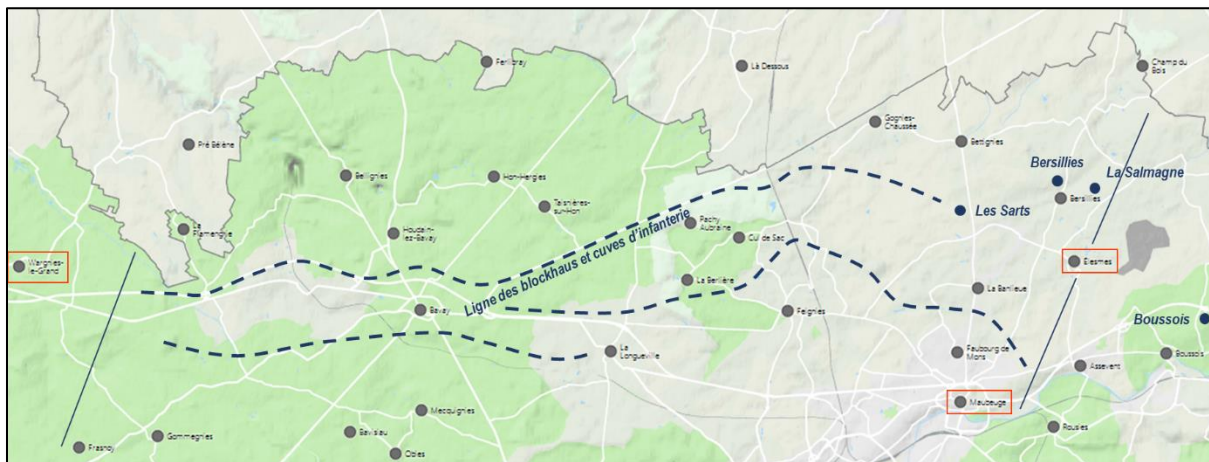 Ferlibray
Là Dessous
Champ du
Bois
Gognies-
Chaussée
Bettignies
Pré Bélène
Bellignies
Hon-Hergies
Taisnières-
sur-Hon
Bersillies
La Salmagne
Bersillies
Les Sarts
La
Flamengrie
Houdain-
lez-Bavay
Pachy
Aubraine
Cul de Sac
Wargnies-
le-Grand
Ligne des blockhaus et cuves d'infanterie
Elesmes
La Berlière
La Banlieue
Bavay
Feignies
Boussois
La
Longueville
Faubourg de
Mons
Assevent
Boussois
Maubeuge
Mecquignies
Gommegnies
Bavisiau
Rousies
Frasnoy
Obies